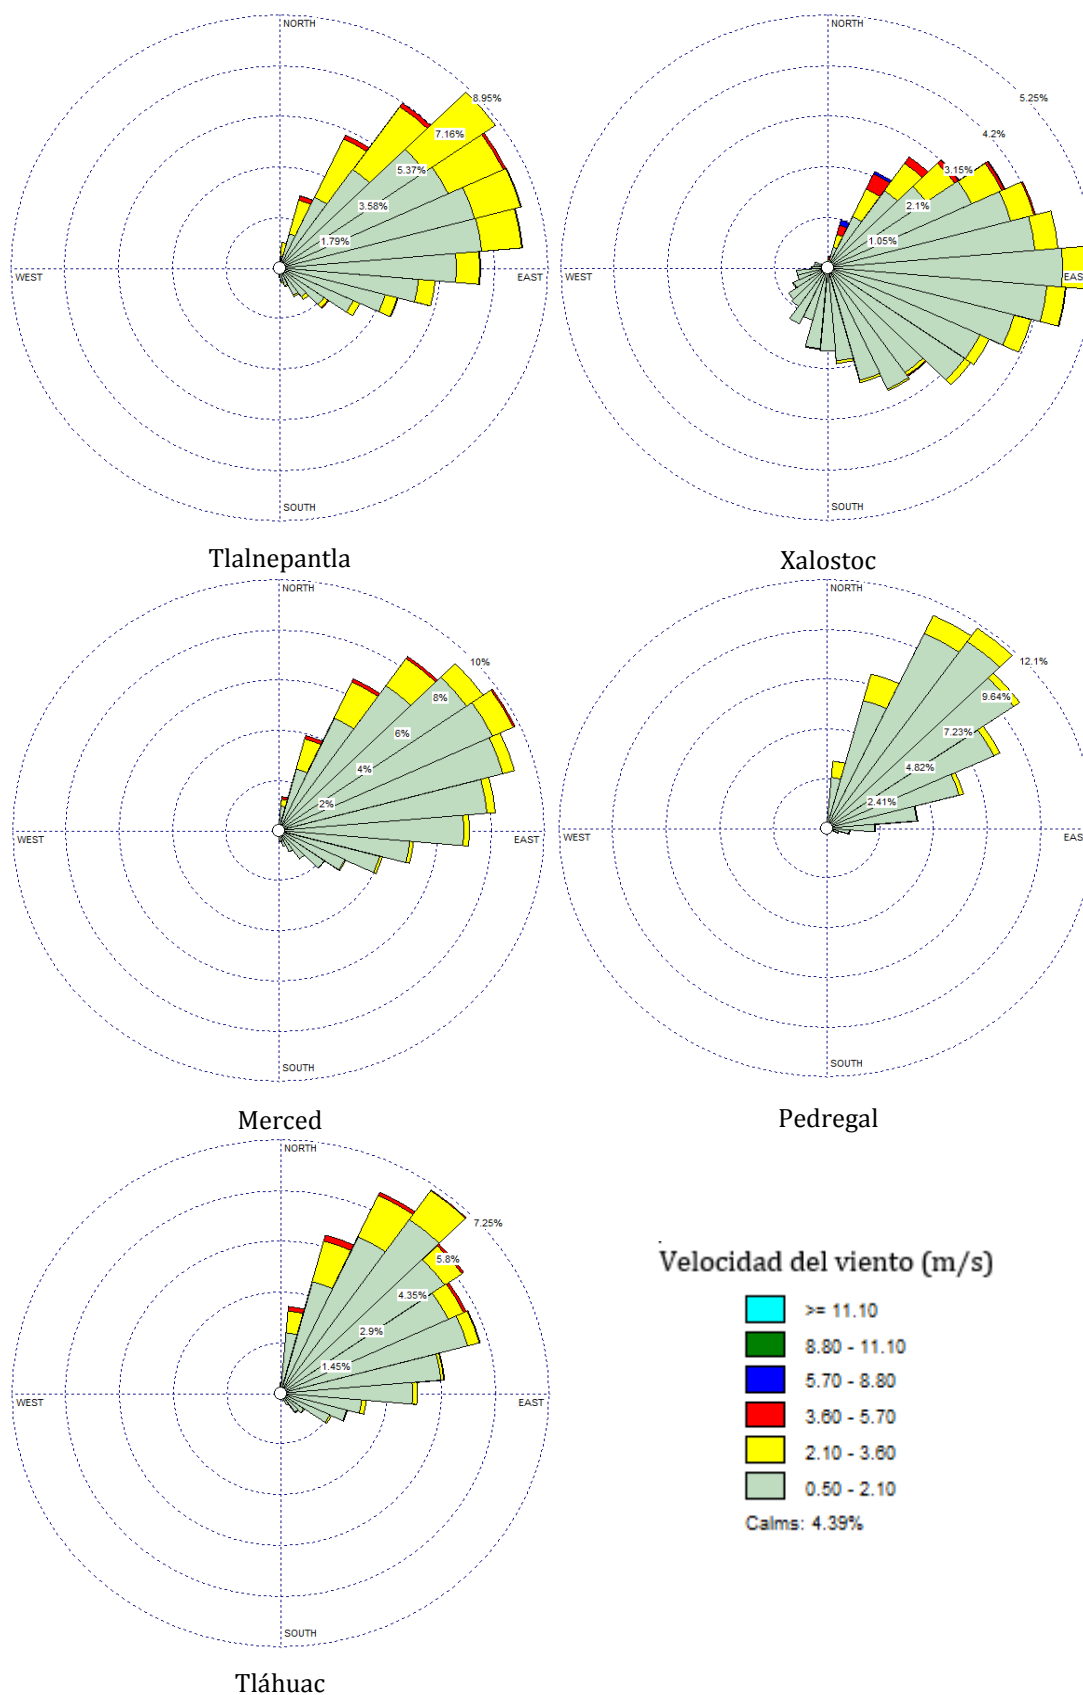 NORTH
8.95%
7.16%
5.37%
3.58%
1.79%
WEST
EAST
SOUTH
Tlalnepantla
NORTH
5.25%
4.2%
3.15%
2.1%
1.05%
WEST
EAS
SOUTH
Xalostoc
NORTH
10%
8%
6%
4%
2%
WEST
EAST
SOUTH
Merced
NORTH
12.1%
9.64%
7.23%
4.82%
2.41%
WEST
EAS
SOUTH
Pedregal
NORTH
7.25%
5.8%
4.35%
2.9%
1.45%
WEST
EAST
SOUTH
Tláhuac
Velocidad del viento (m/s)
>= 11.10
8.80 - 11.10
5.70 - 8.80
3.60 - 5.70
2.10 - 3.60
0.50 - 2.10
Calms: 4.39%